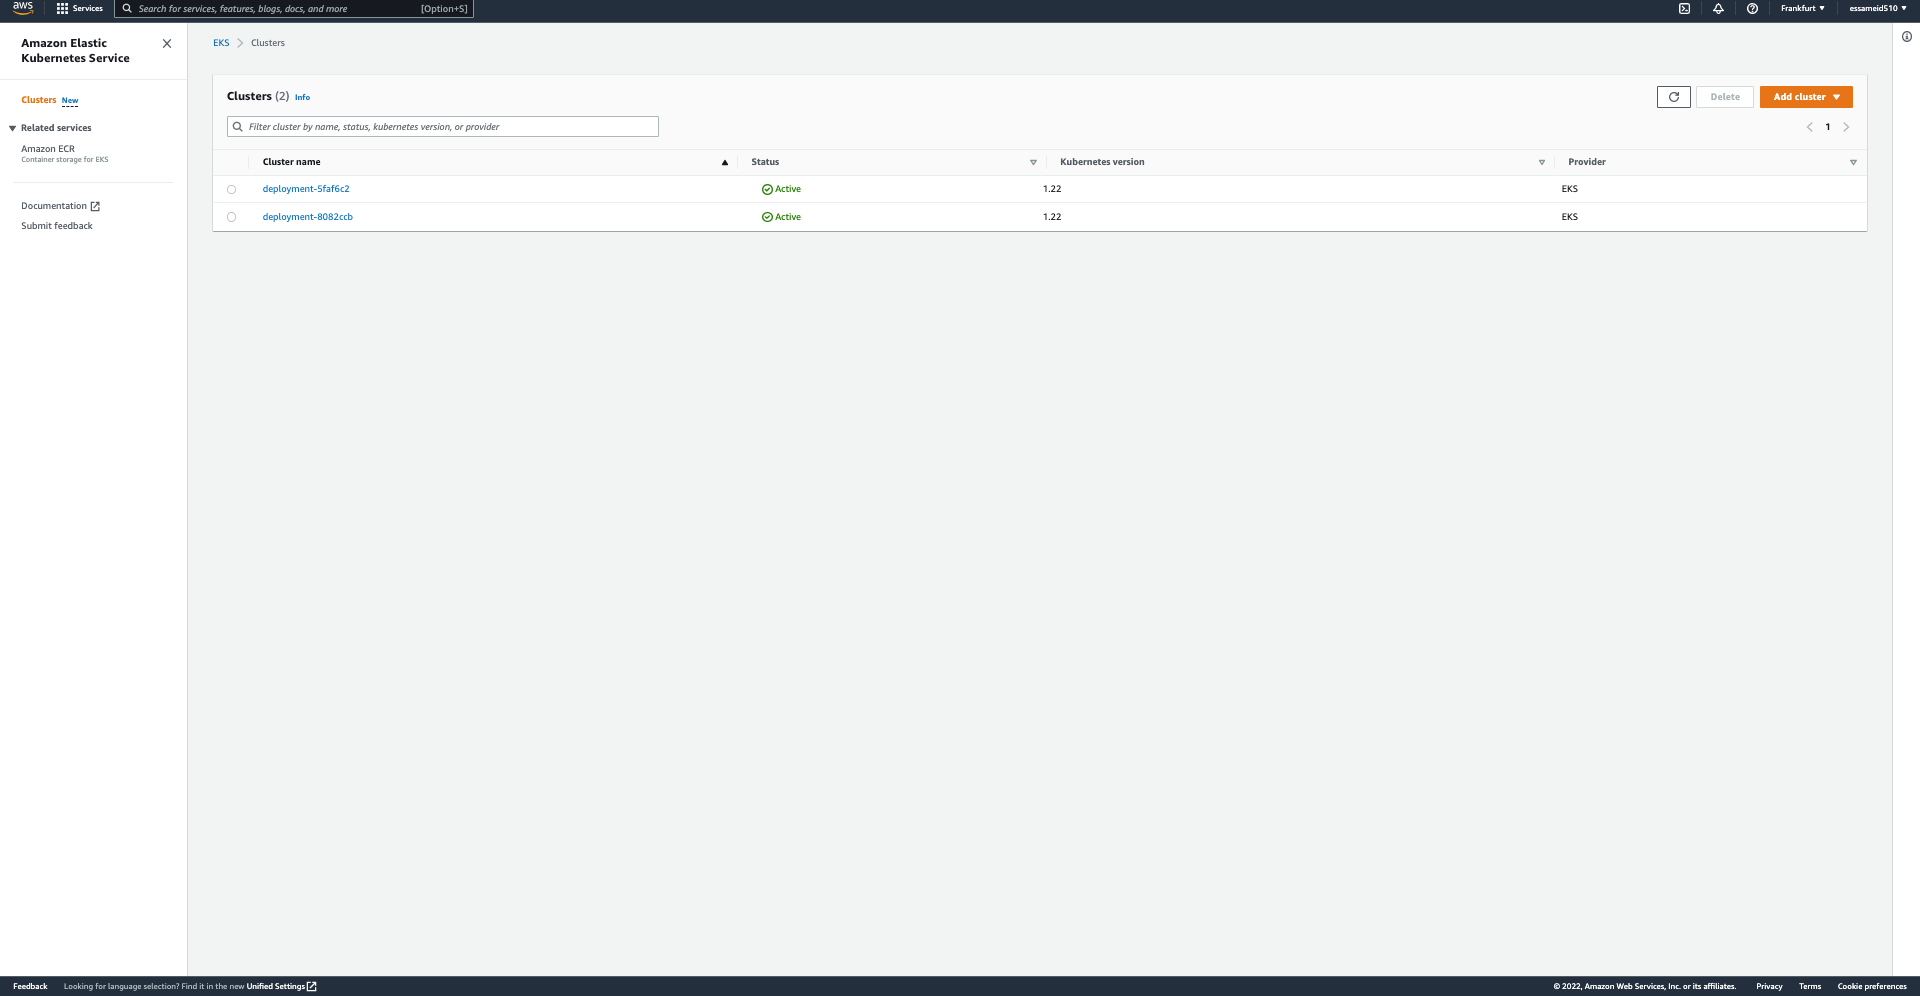 aws
Services
Search for services, features, blogs, docs, and more
[Option+S]
Frankfurt
essameid510
Amazon Elastic
Kubernetes Service
Clusters New
Related services
Amazon ECR
Container storage for EKS
Documentation
Submit feedback
EKS
Clusters
Clusters (2) Info
Delete
Add cluster
Filter cluster by name, status, kubernetes version, or provider
1
Cluster name
Status
Kubernetes version
Provider
deployment-5faf6c2
Active
1.22
EKS
deployment-8082ccb
Active
1.22
EKS
Feedback
Looking for language selection? Find it in the new Unified Settings
© 2022, Amazon Web Services, Inc. or its affiliates.
Privacy
Terms
Cookie preferences